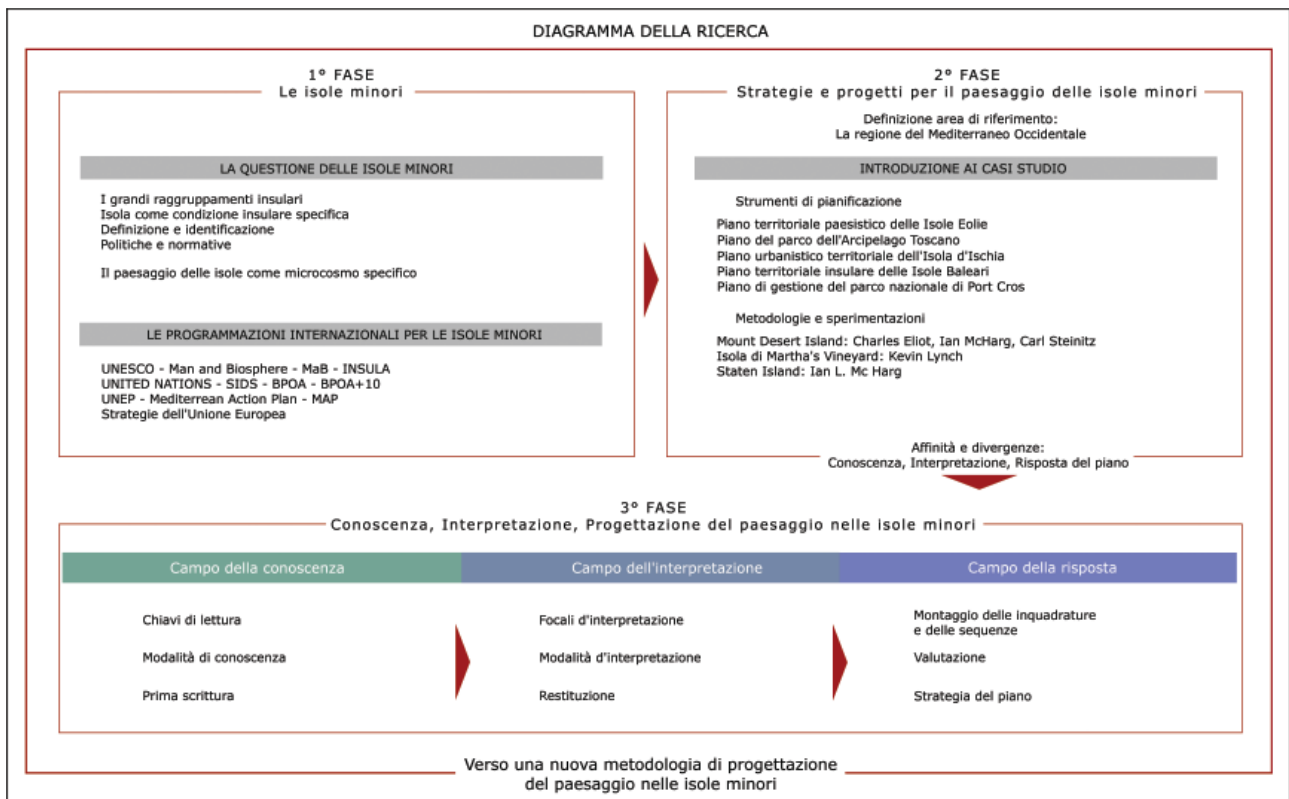 DIAGRAMMA DELLA RICERCA
1° FASE
Le isole minori
LA QUESTIONE DELLE ISOLE MINORI
I grandi raggruppamenti insulari
Isola come condizione insulare specifica
Definizione e identificazione
Politiche e normative
Il paesaggio delle isole come microcosmo specifico
LE PROGRAMMAZIONI INTERNAZIONALI PER LE ISOLE MINORI
UNESCO - Man and Biosphere - MaB - INSULA
UNITED NATIONS - SIDS - BPOA - BPOA+10
UNEP - Mediterrean Action Plan - MAP
Strategie dell'Unione Europea
2° FASE
Strategie e progetti per il paesaggio delle isole minori
Definizione area di riferimento:
La regione del Mediterraneo Occidentale
INTRODUZIONE AI CASI STUDIO
Strumenti di pianificazione
Piano territoriale paesistico delle Isole Eolie
Piano del parco dell'Arcipelago Toscano
Piano urbanistico territoriale dell'Isola d'Ischia
Piano territoriale insulare delle Isole Baleari
Piano di gestione del parco nazionale di Port Cros
Metodologie e sperimentazioni
Mount Desert Island: Charles Eliot, Ian McHarg, Carl Steinitz
Isola di Martha's Vineyard: Kevin Lynch
Staten Island: Ian L. Mc Harg
Affinità e divergenze:
Conoscenza, Interpretazione, Risposta del piano
3° FASE
Conoscenza, Interpretazione, Progettazione del paesaggio nelle isole minori
Campo della conoscenza
Chiavi di lettura
Modalità di conoscenza
Prima scrittura
Campo dell'interpretazione
Focali d'interpretazione
Modalità d'interpretazione
Restituzione
Campo della risposta
Montaggio delle inquadrature
e delle sequenze
Valutazione
Strategia del piano
Verso una nuova metodologia di progettazione
del paesaggio nelle isole minori